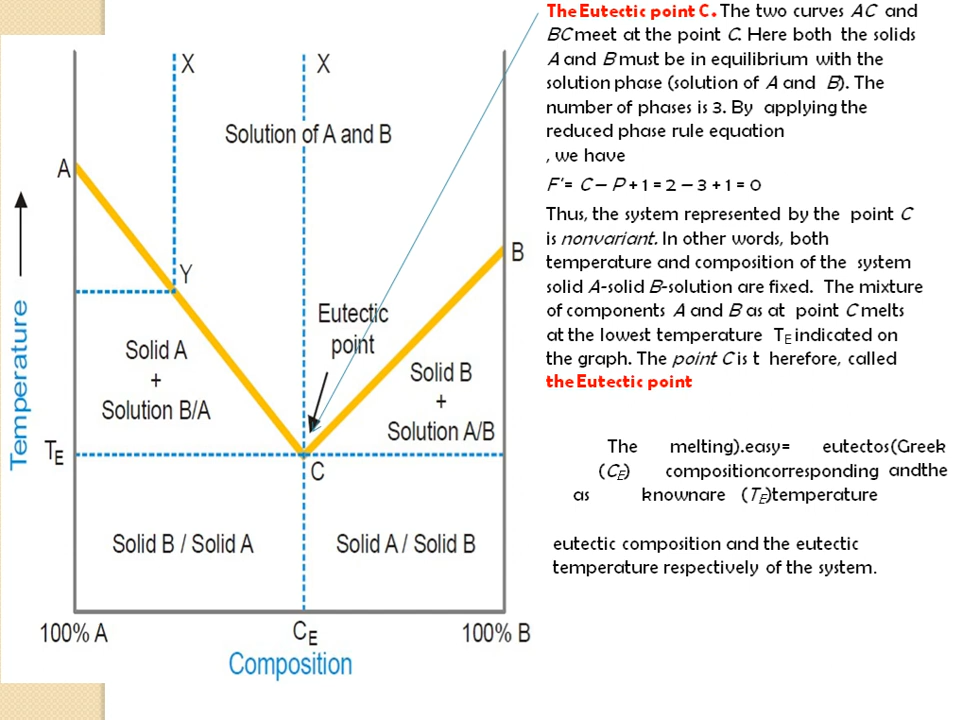 X
X
Solution of A and B
A
Y
B
Eutectic
point
Solid A
+
Solution B/A
Solid B
+
Solution A/B
Temperature
TE
C
Solid B / Solid A
Solid A / Solid B
100% A
CE
100% B
Composition
The Eutectic point C. The two curves AC and
BC meet at the point C. Here both the solids
A and B must be in equilibrium with the
solution phase (solution of A and B). The
number of phases is 3. By applying the
reduced phase rule equation
, we have
F′ = C – P + 1 = 2 – 3 + 1 = 0
Thus, the system represented by the point C
is nonvariant. In other words, both
temperature and composition of the system
solid A-solid B-solution are fixed. The mixture
of components A and B as at point C melts
at the lowest temperature TE indicated on
the graph. The point C is t herefore, called
the Eutectic point
The melting).easy= eutectos(Greek
(CE) compositioncorresponding andthe
as knownare (TE)temperature
eutectic composition and the eutectic
temperature respectively of the system.